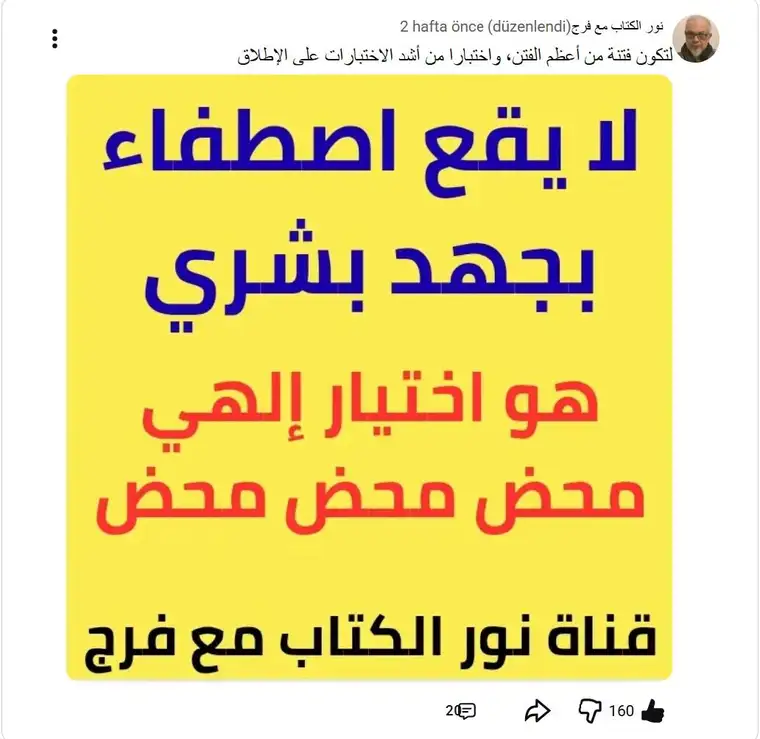 نور الكتاب مع فرج(düzenlendi) 2 hafta önce
لتكون فتنة من أعظم الفتن، واختبارا من أشد الاختبارات على الإطلاق
لا يقع اصطفاء
بجهد بشري
هو اختيار إلهي
محض محض محض
قناة نور الكتاب مع فرج
160
20